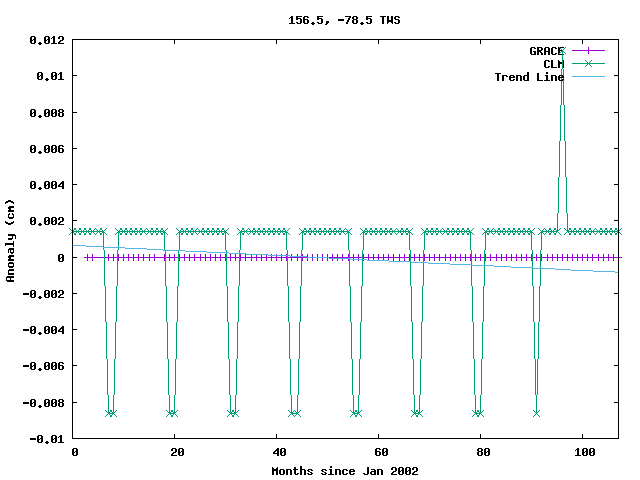 156.5, -78.5 TWS
GRACE
CLM
Trend Line
0.012
0.01
0.008
0.006
0.004
0.002
0
-0.002
-0.004
-0.006
-0.008
-0.01
Anomaly (cm)
0 20 40 60 80 100
Months since Jan 2002